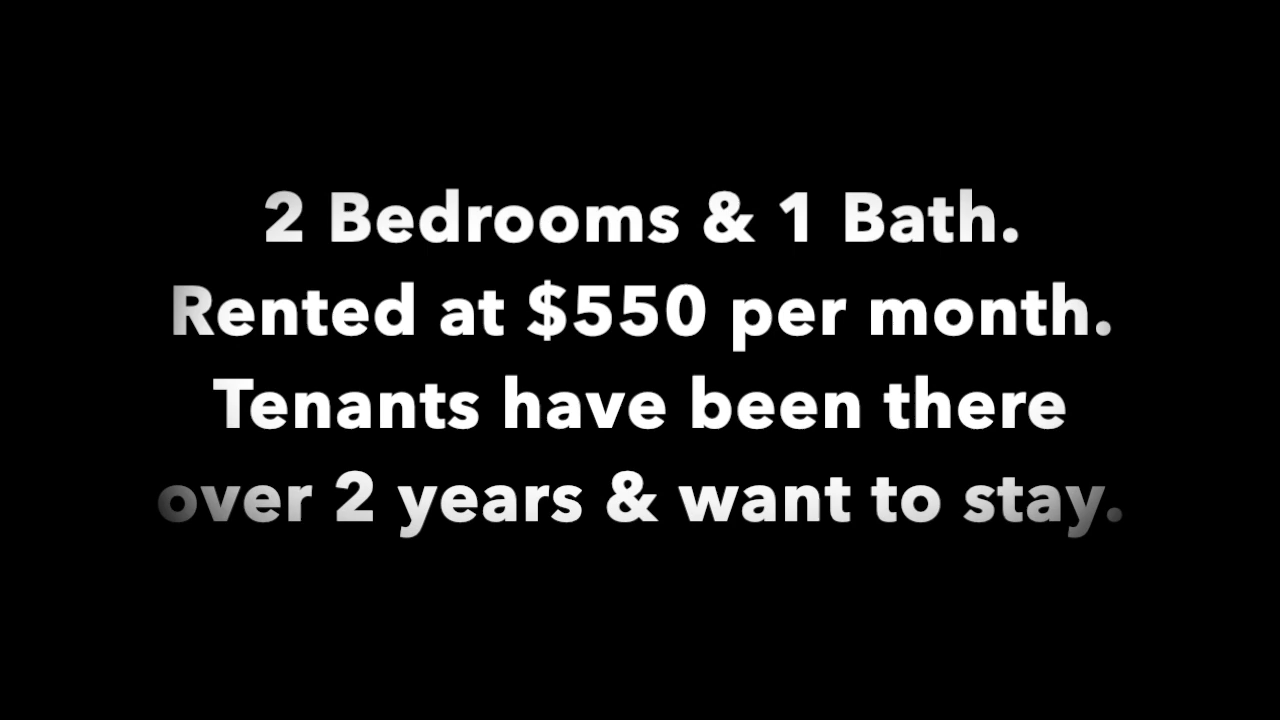 2 Bedrooms & 1 Bath.
Rented at $550 per month.
Tenants have been there
over 2 years & want to stay.